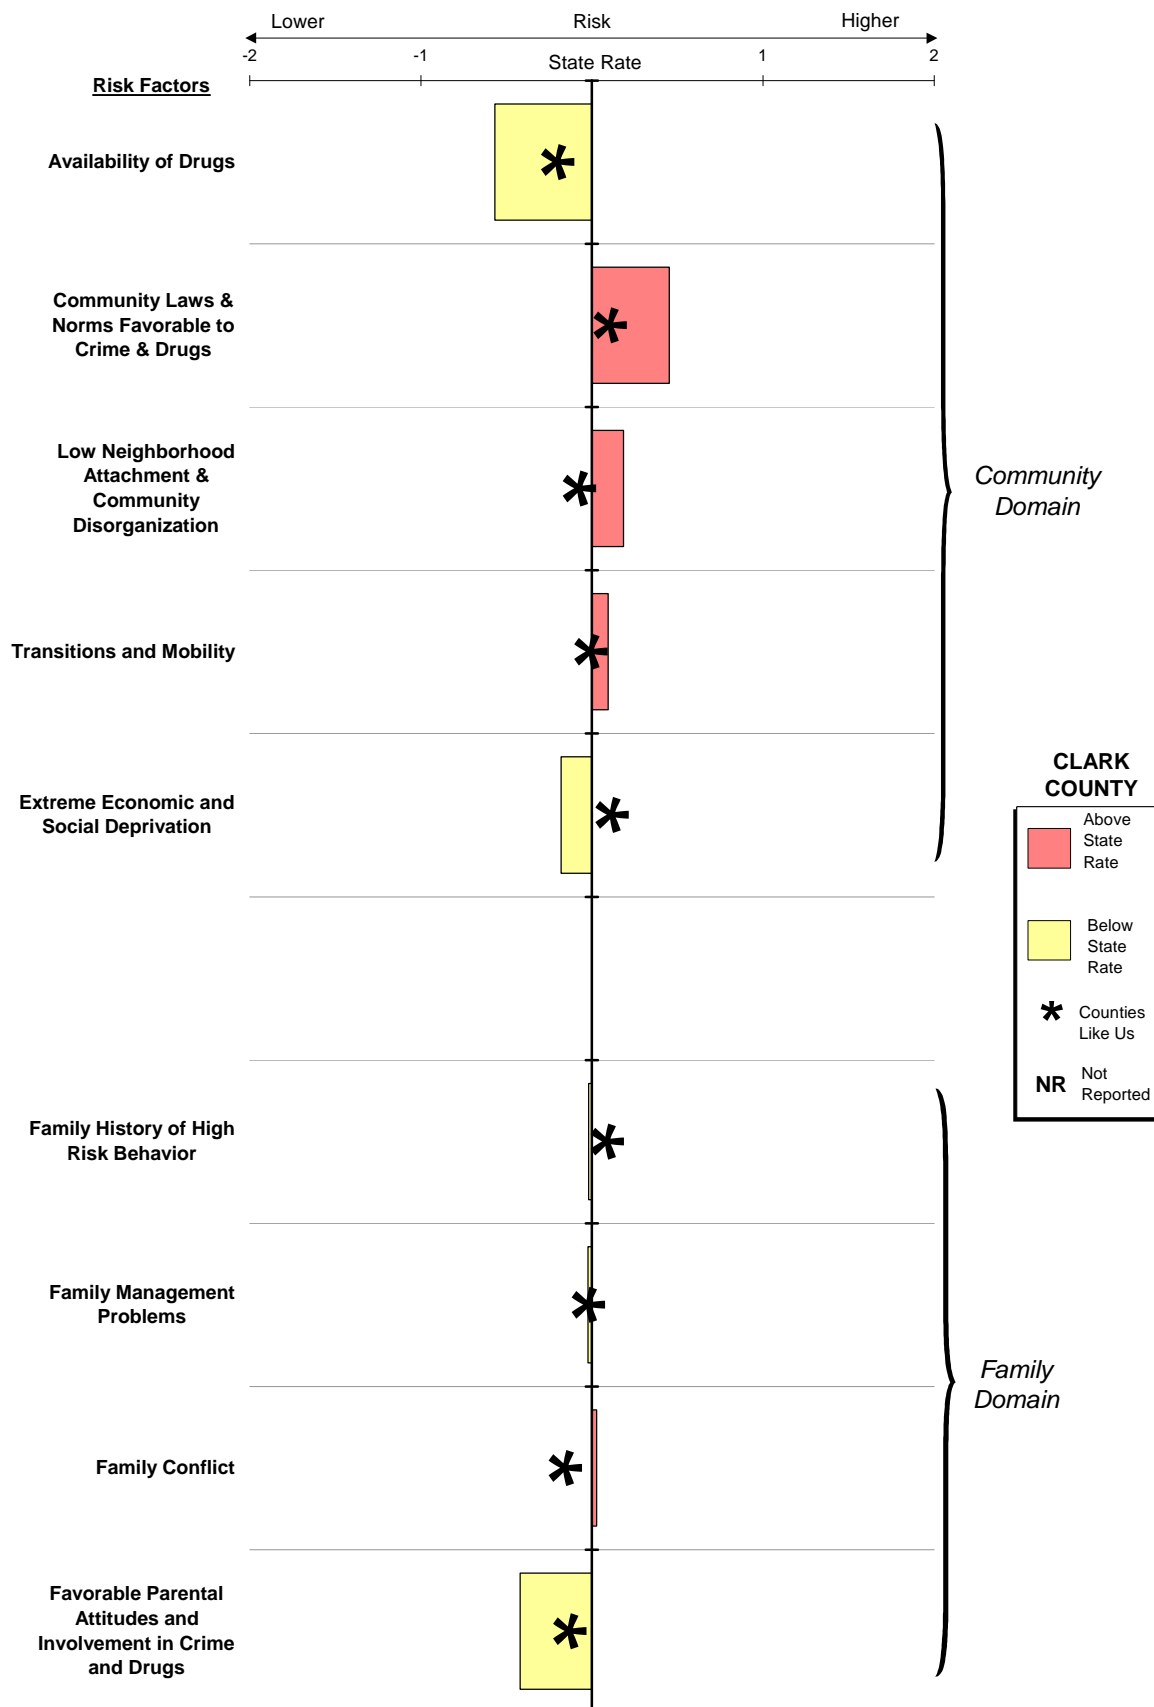 Lower Risk Higher
-2 -1 State Rate 1 2
Risk Factors
Availability of Drugs
Community Laws &
Norms Favorable to
Crime & Drugs
Low Neighborhood
Attachment &
Community
Disorganization
Transitions and Mobility
Extreme Economic and
Social Deprivation
Community
Domain
CLARK
COUNTY
Above
State
Rate
Below
State
Rate
* Counties
Like Us
NR Not
Reported
Family History of High
Risk Behavior
Family Management
Problems
Family Conflict
Favorable Parental
Attitudes and
Involvement in Crime
and Drugs
Family
Domain